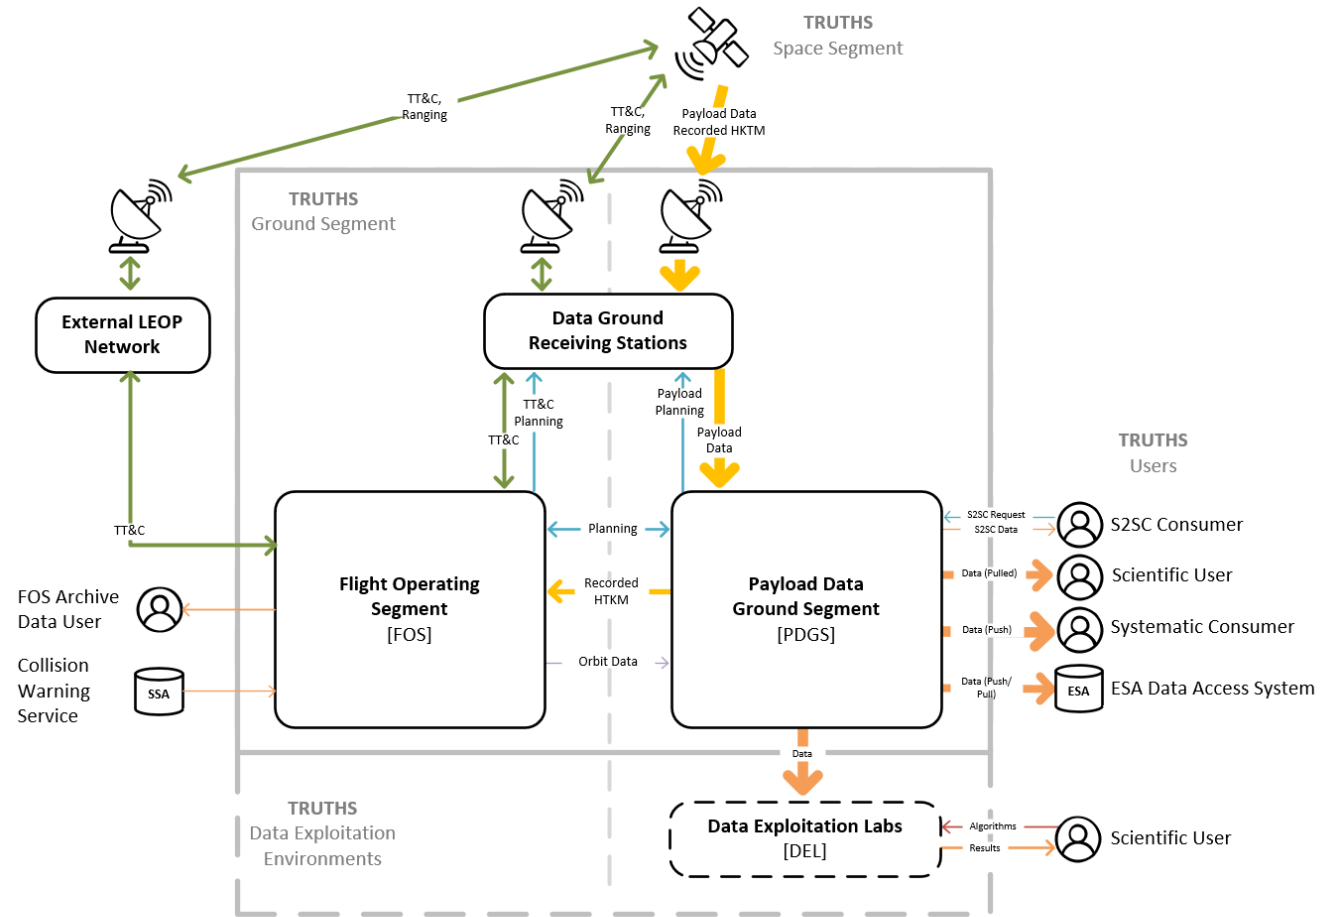 TRUTHS
Space Segment
TT&C,
Ranging
TT&C,
Ranging
Payload Data
Recorded HKTM
TRUTHS
Ground Segment
External LEOP
Network
Data Ground
Receiving Stations
TT&C
Planning
Payload
Planning
TT&C
Payload
Data
TRUTHS
Users
TT&C
Flight Operating
Segment
[FOS]
Planning
Recorded
HTKM
Orbit Data
Payload Data
Ground Segment
[PDGS]
S2SC Request
S2SC Data
S2SC Consumer
Data (Pulled)
Scientific User
Data (Push)
Systematic Consumer
Data (Push/
Pull)
ESA
ESA Data Access System
FOS Archive
Data User
Collision
Warning
Service
SSA
Data
TRUTHS
Data Exploitation
Environments
Data Exploitation Labs
[DEL]
Algorithms
Results
Scientific User